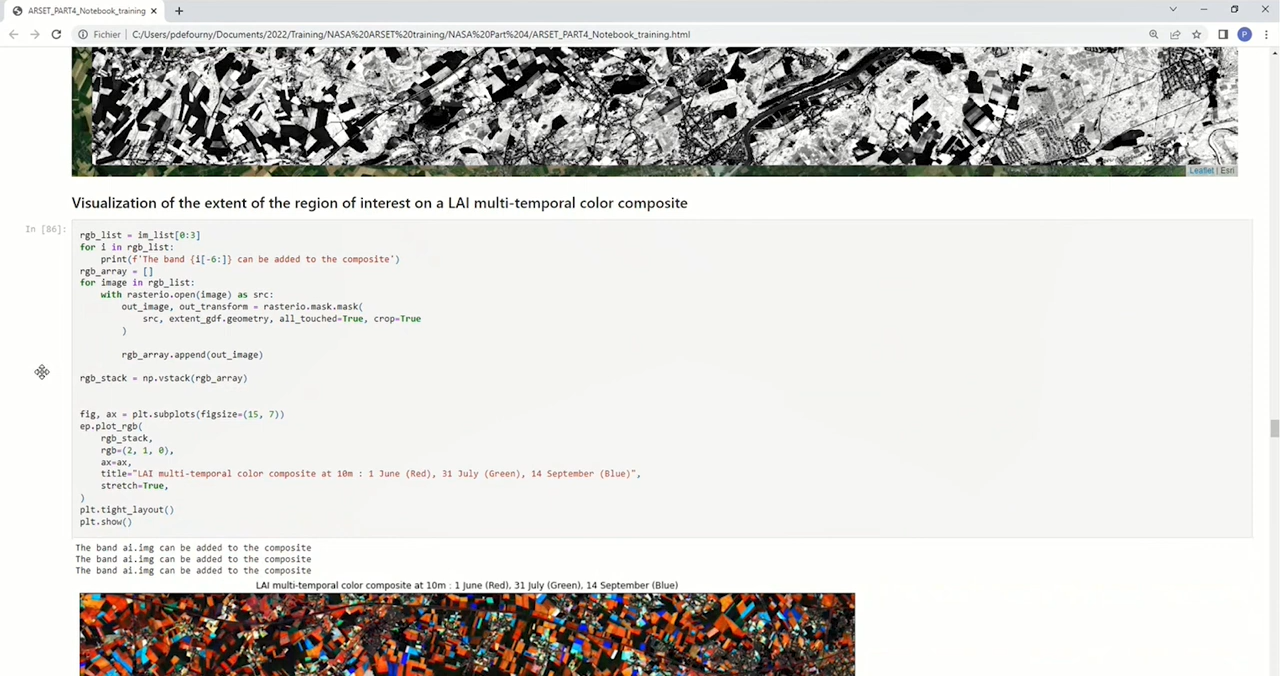 ARSET_PART4_Notebook_training
Fichier | C:/Users/pdefourny/Documents/2022/Training/NASA%20ARSET%20training/NASA%20Part%204/ARSET_PART4_Notebook_training.html
P
Leaflet | Esri
Visualization of the extent of the region of interest on a LAI multi-temporal color composite
In [86]:
rgb_list = im_list[0:3]
for i in rgb_list:
    print(f'The band {i[-6:]} can be added to the composite')
rgb_array = []
for image in rgb_list:
    with rasterio.open(image) as src:
        out_image, out_transform = rasterio.mask.mask(
            src, extent_gdf.geometry, all_touched=True, crop=True
        )
        rgb_array.append(out_image)
rgb_stack = np.vstack(rgb_array)
fig, ax = plt.subplots(figsize=(15, 7))
ep.plot_rgb(
    rgb_stack,
    rgb=(2, 1, 0),
    ax=ax,
    title="LAI multi-temporal color composite at 10m : 1 June (Red), 31 July (Green), 14 September (Blue)",
    stretch=True,
)
plt.tight_layout()
plt.show()
The band ai.img can be added to the composite
The band ai.img can be added to the composite
The band ai.img can be added to the composite
LAI multi-temporal color composite at 10m : 1 June (Red), 31 July (Green), 14 September (Blue)